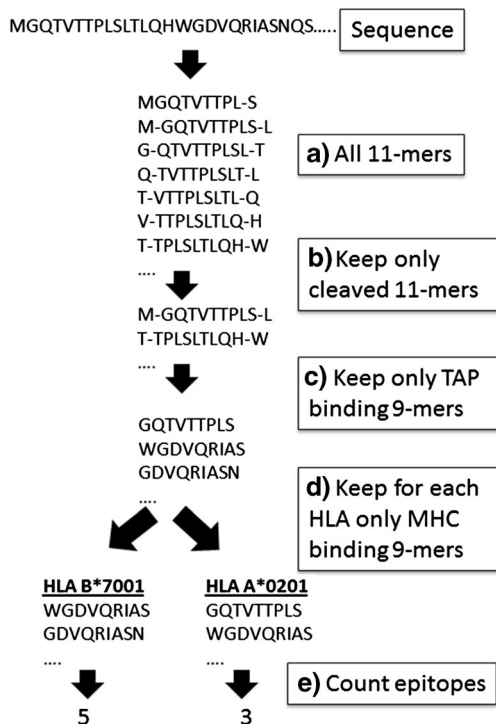 MGQTVTTPLSLTLQHWGDVQRIASNQS.....
Sequence
MGQTVTTPL-S
M-GQTVTTPLS-L
G-QTVTTPLSL-T
Q-TVTTPLSLT-L
T-VTTPLSLTL-Q
V-TTPLSLTLQ-H
T-TPLSLTLQH-W
....
a) All 11-mers
b) Keep only
cleaved 11-mers
M-GQTVTTPLS-L
T-TPLSLTLQH-W
....
c) Keep only TAP
binding 9-mers
GQTVTTPLS
WGDVQRIAS
GDVQRIASN
....
d) Keep for each
HLA only MHC
binding 9-mers
HLA B*7001
WGDVQRIAS
GDVQRIASN
....
HLA A*0201
GQTVTTPLS
WGDVQRIAS
....
e) Count epitopes
5
3